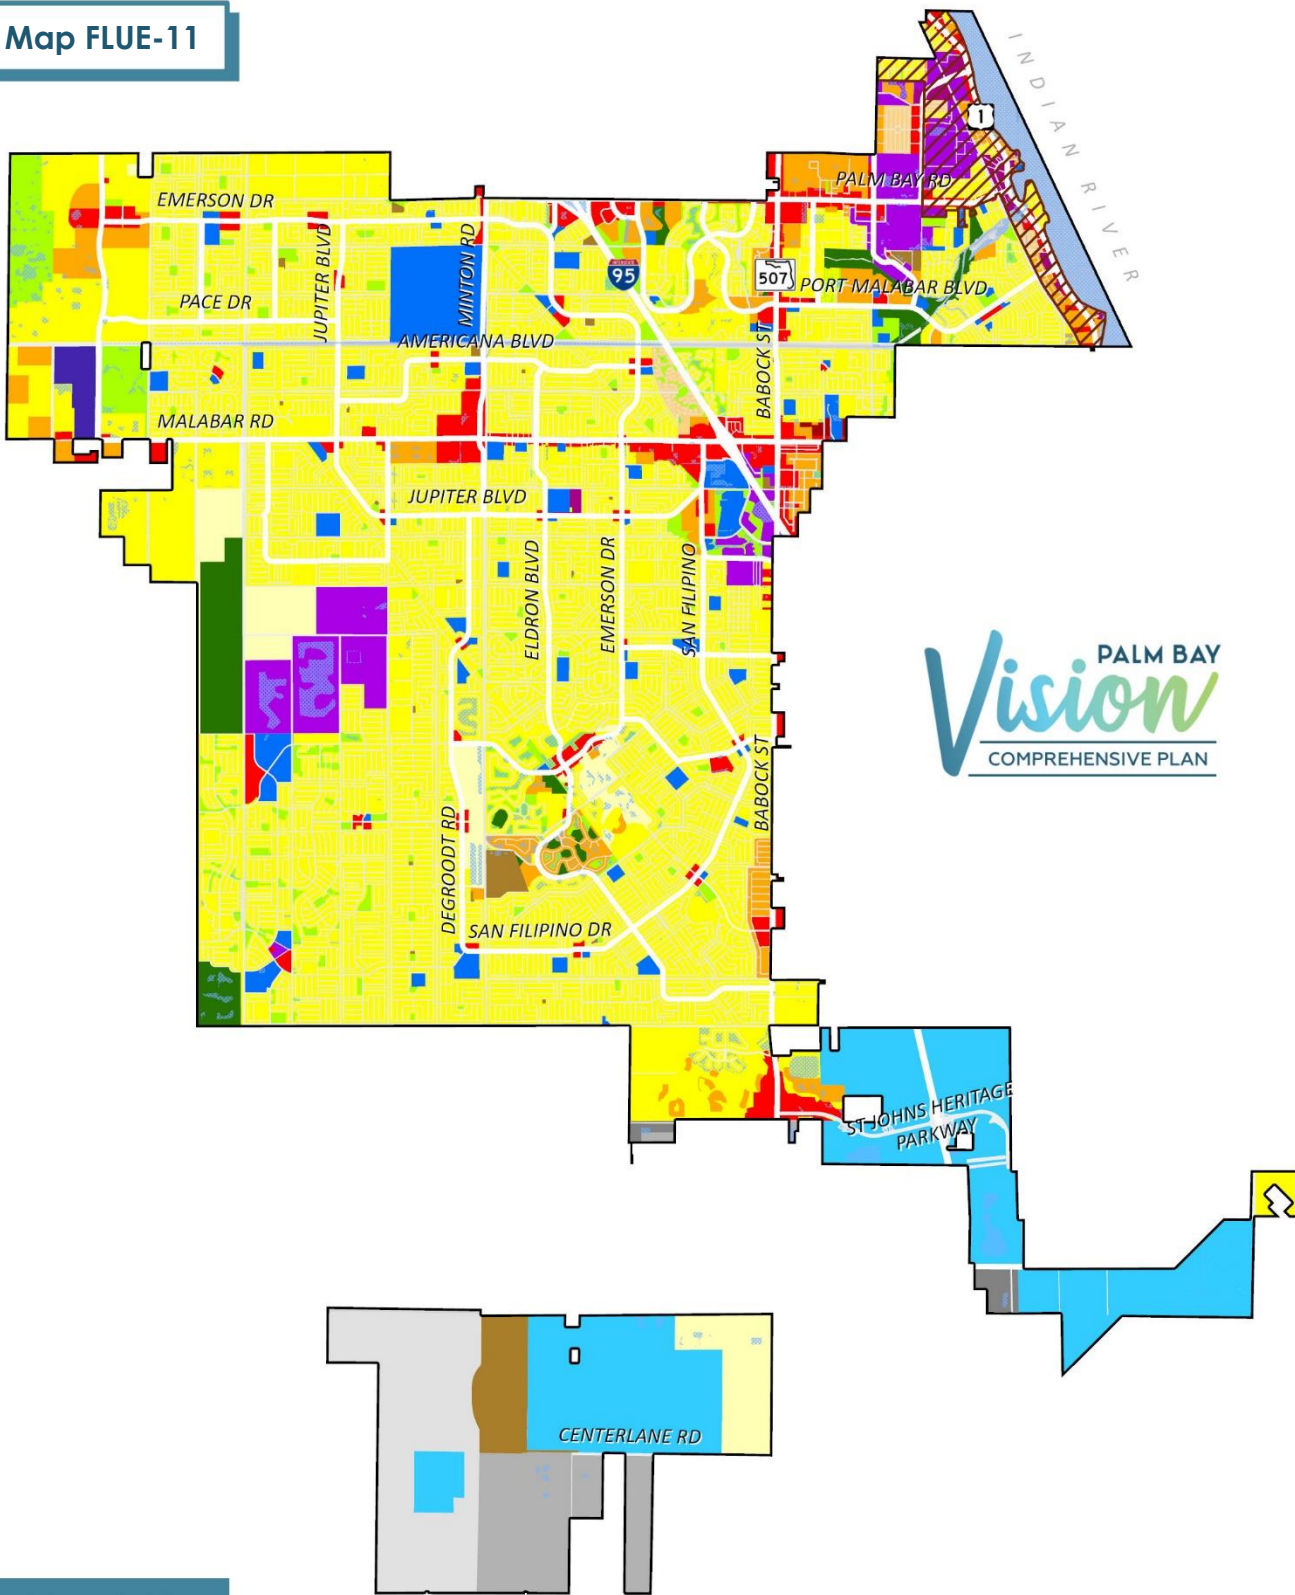 Map FLUE-11
INDIAN RIVER
1
PALM BAY RD
EMERSON DR
JUPITER BLVD
MINTON RD
95
507
PORT MALABAR BLVD
PACE DR
AMERICANA BLVD
BABOCK ST
MALABAR RD
JUPITER BLVD
ELDRON BLVD
EMERSON DR
SAN FILIPINO
PALM BAY
Vision
COMPREHENSIVE PLAN
BABOCK ST
DEGROODT RD
SAN FILIPINO DR
ST JOHNS HERITAGE
PARKWAY
CENTERLANE RD